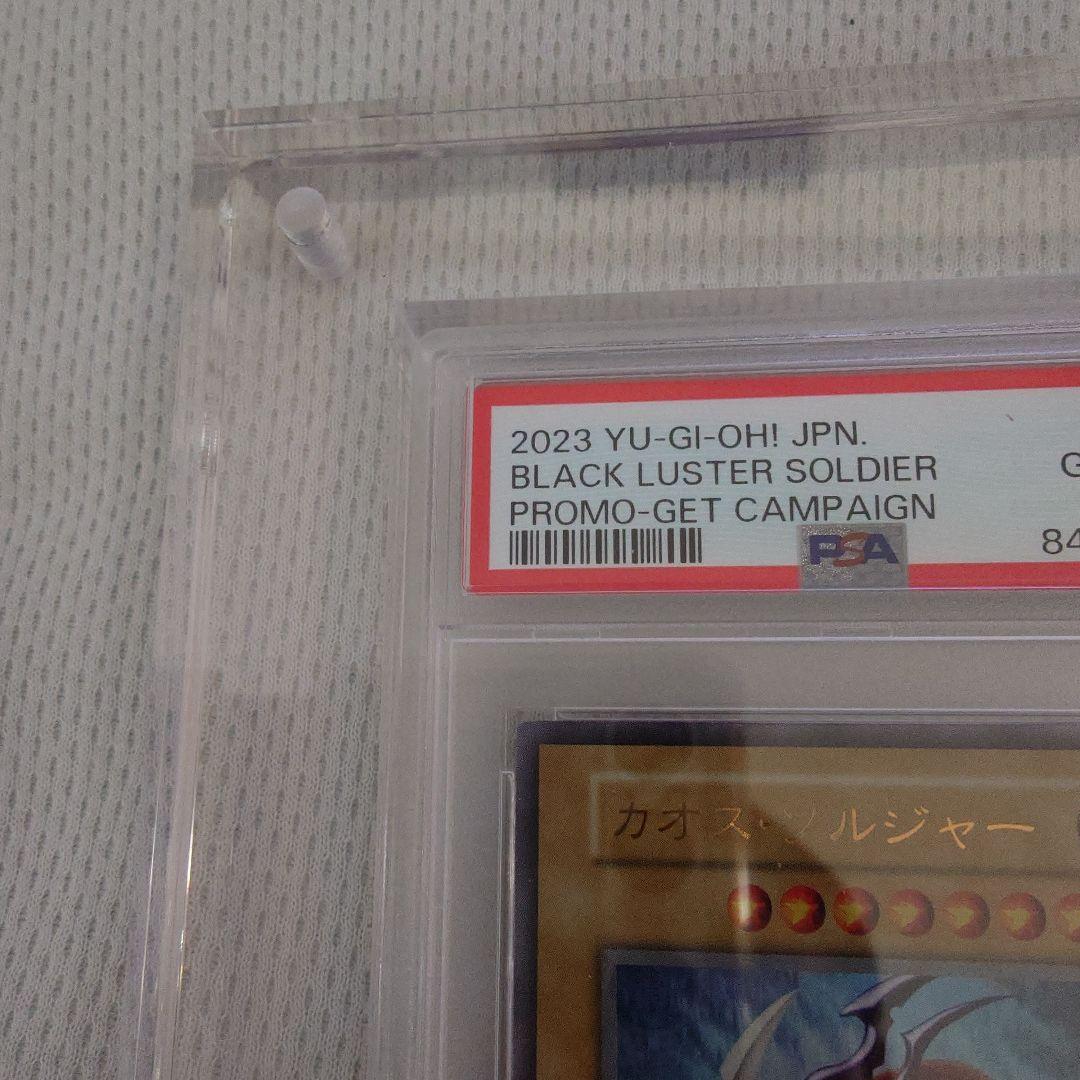 2023 YU-GI-OH! JPN.
BLACK LUSTER SOLDIER
G
PROMO-GET CAMPAIGN
PSA
84
カオス・ソルジャー